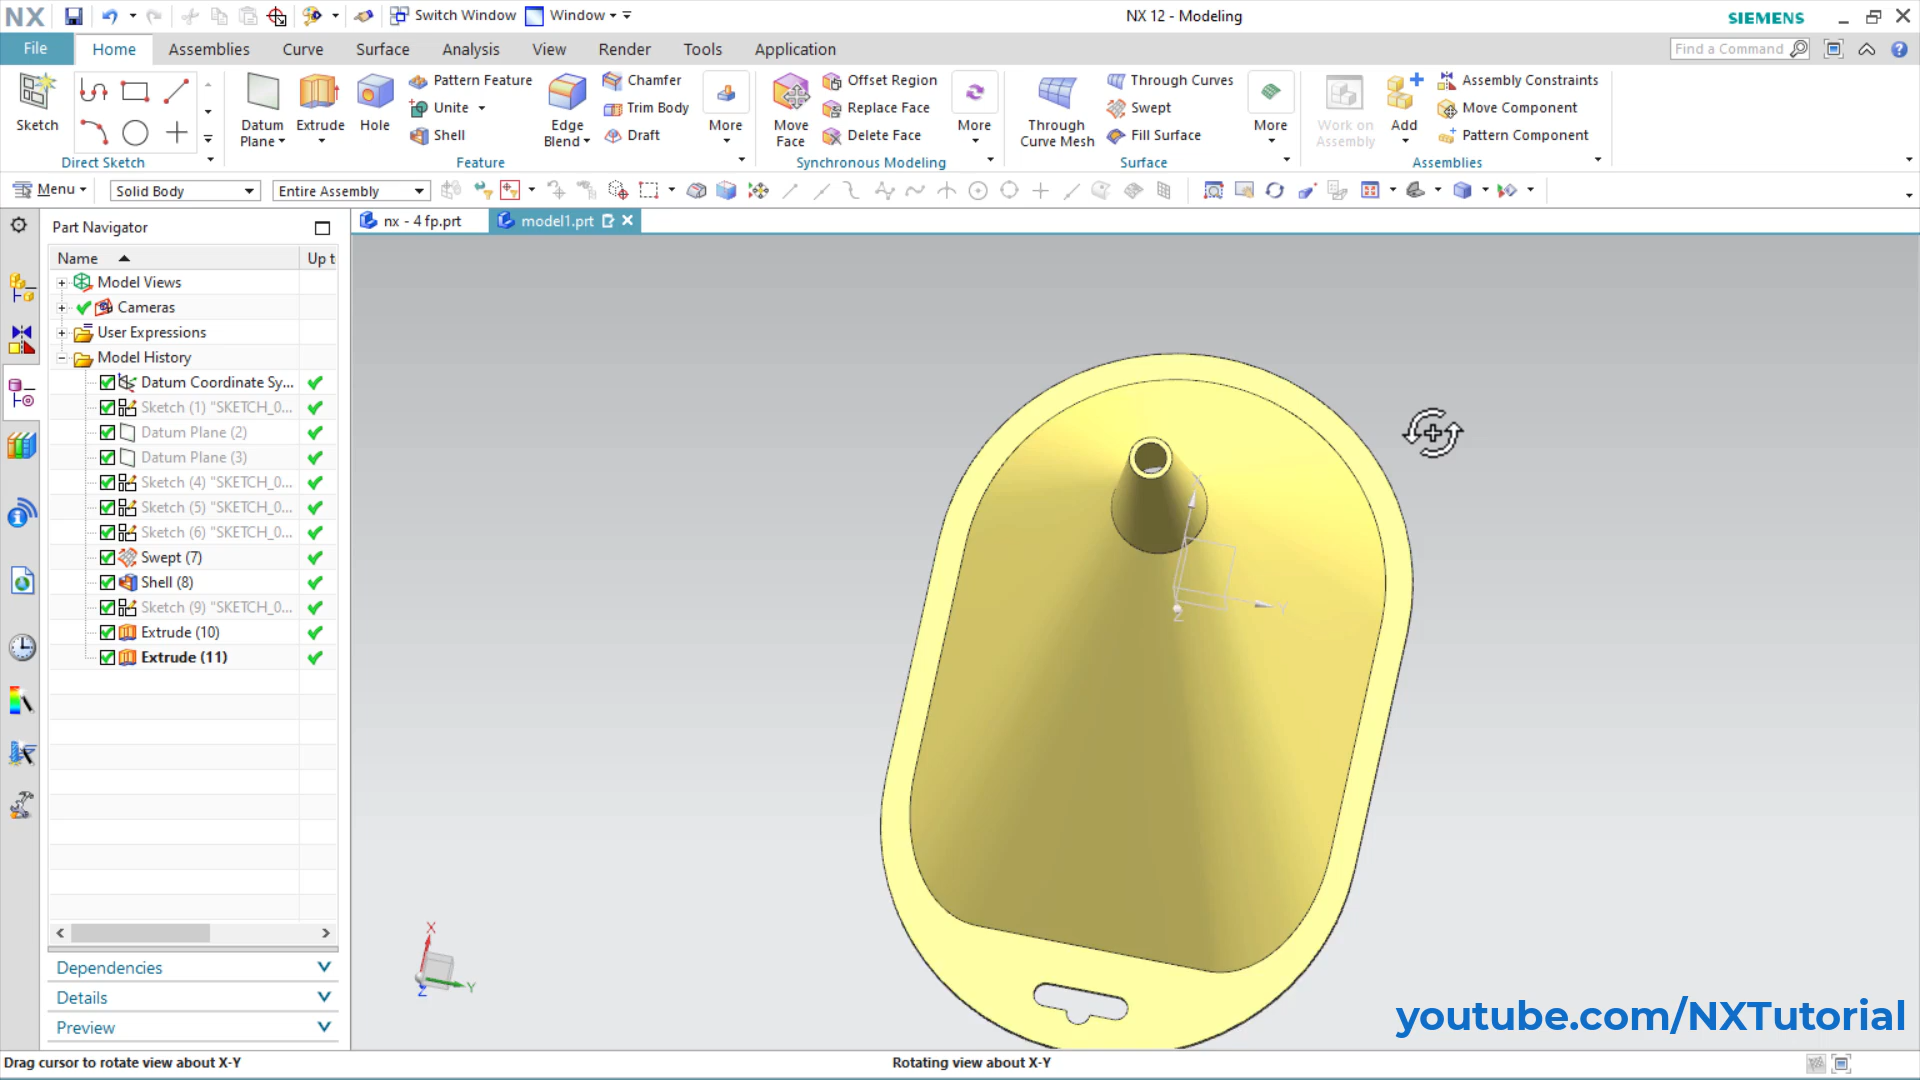 NX
Switch Window
Window
NX 12 - Modeling
SIEMENS
File
Home
Assemblies
Curve
Surface
Analysis
View
Render
Tools
Application
Find a Command
Sketch
Direct Sketch
Datum
Plane
Extrude
Hole
Pattern Feature
Unite
Shell
Edge
Blend
Chamfer
Trim Body
Draft
More
Feature
Move
Face
Offset Region
Replace Face
Delete Face
More
Synchronous Modeling
Through
Curve Mesh
Through Curves
Swept
Fill Surface
More
Surface
Work on
Assembly
Add
Assembly Constraints
Move Component
Pattern Component
Assemblies
Menu
Solid Body
Entire Assembly
Part Navigator
nx - 4 fp.prt
model1.prt
Name
Up t
Model Views
Cameras
User Expressions
Model History
Datum Coordinate Sy...
Sketch (1) "SKETCH_0...
Datum Plane (2)
Datum Plane (3)
Sketch (4) "SKETCH_0...
Sketch (5) "SKETCH_0...
Sketch (6) "SKETCH_0...
Swept (7)
Shell (8)
Sketch (9) "SKETCH_0...
Extrude (10)
Extrude (11)
Dependencies
Details
Preview
X
Y
Z
Y
Z
youtube.com/NXTutorial
Drag cursor to rotate view about X-Y
Rotating view about X-Y